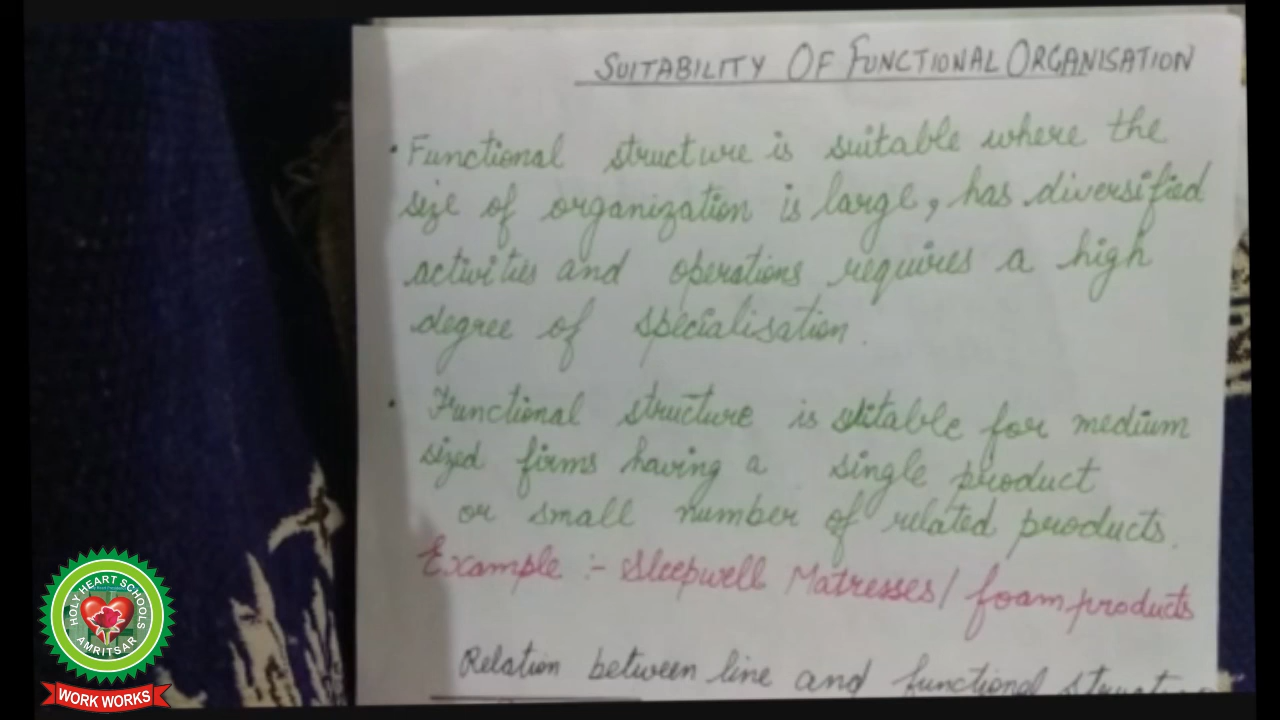 SUITABILITY OF FUNCTIONAL ORGANISATION
• Functional structure is suitable where the
size of organization is large, has diversified
activities and operations requires a high
degree of specialisation.
• Functional structure is suitable for medium
sized firms having a single product
or small number of related products.
Example :- Sleepwell Matresses/ foam products
Relation between line and functional
HOLY HEART SCHOOLS
AMRITSAR
WORK WORKS